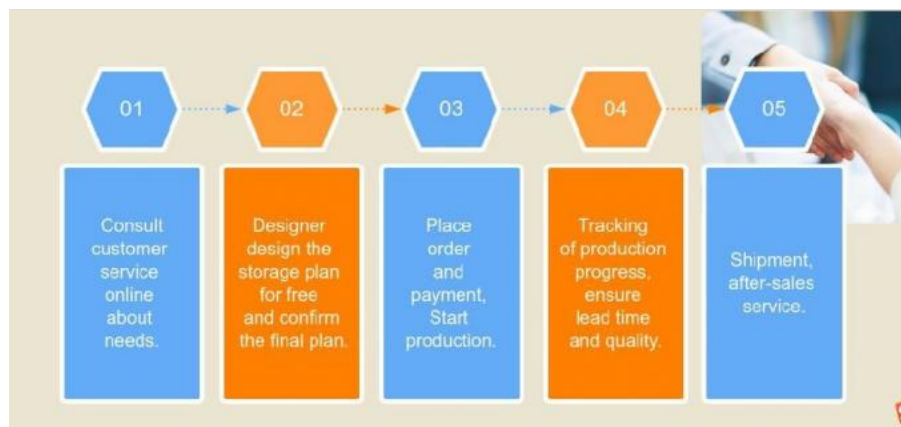 01
02
03
04
05
Consult
customer
service
online
about
needs.
Designer
design the
storage plan
for free
and confirm
the final plan.
Place
order
and
payment,
Start
production.
Tracking
of production
progress,
ensure
lead time
and quality.
Shipment,
after-sales
service.